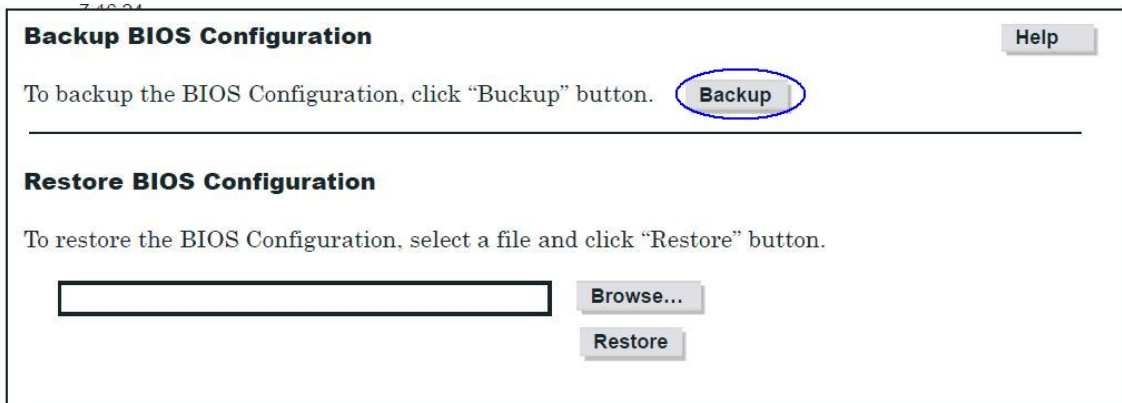 Backup BIOS Configuration
Help
To backup the BIOS Configuration, click “Buckup” button.
Backup
Restore BIOS Configuration
To restore the BIOS Configuration, select a file and click “Restore” button.
Browse...
Restore